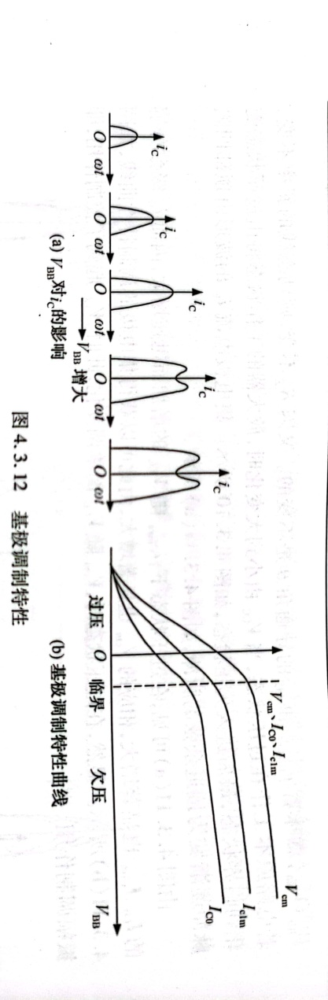 i_C
i_C
i_C
i_C
i_C
O ωt
O ωt
O ωt
O ωt
O ωt
V_BB 增大
(a) V_BB对i_C的影响
V_cm、I_C0、I_c1m
V_cm
I_c1m
I_C0
过压 O 临界 欠压 V_BB
(b) 基极调制特性曲线
图 4.3.12 基极调制特性